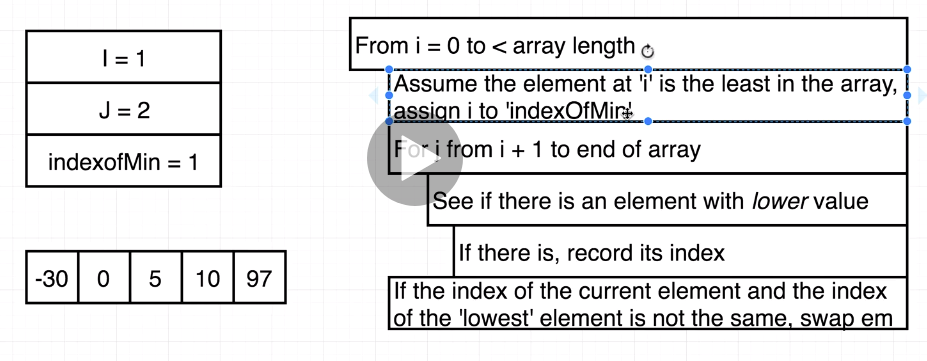 I = 1
J = 2
indexofMin = 1
-30 0 5 10 97
From i = 0 to < array length
Assume the element at 'i' is the least in the array,
assign i to 'indexOfMin'
For j from i + 1 to end of array
See if there is an element with lower value
If there is, record its index
If the index of the current element and the index
of the 'lowest' element is not the same, swap em